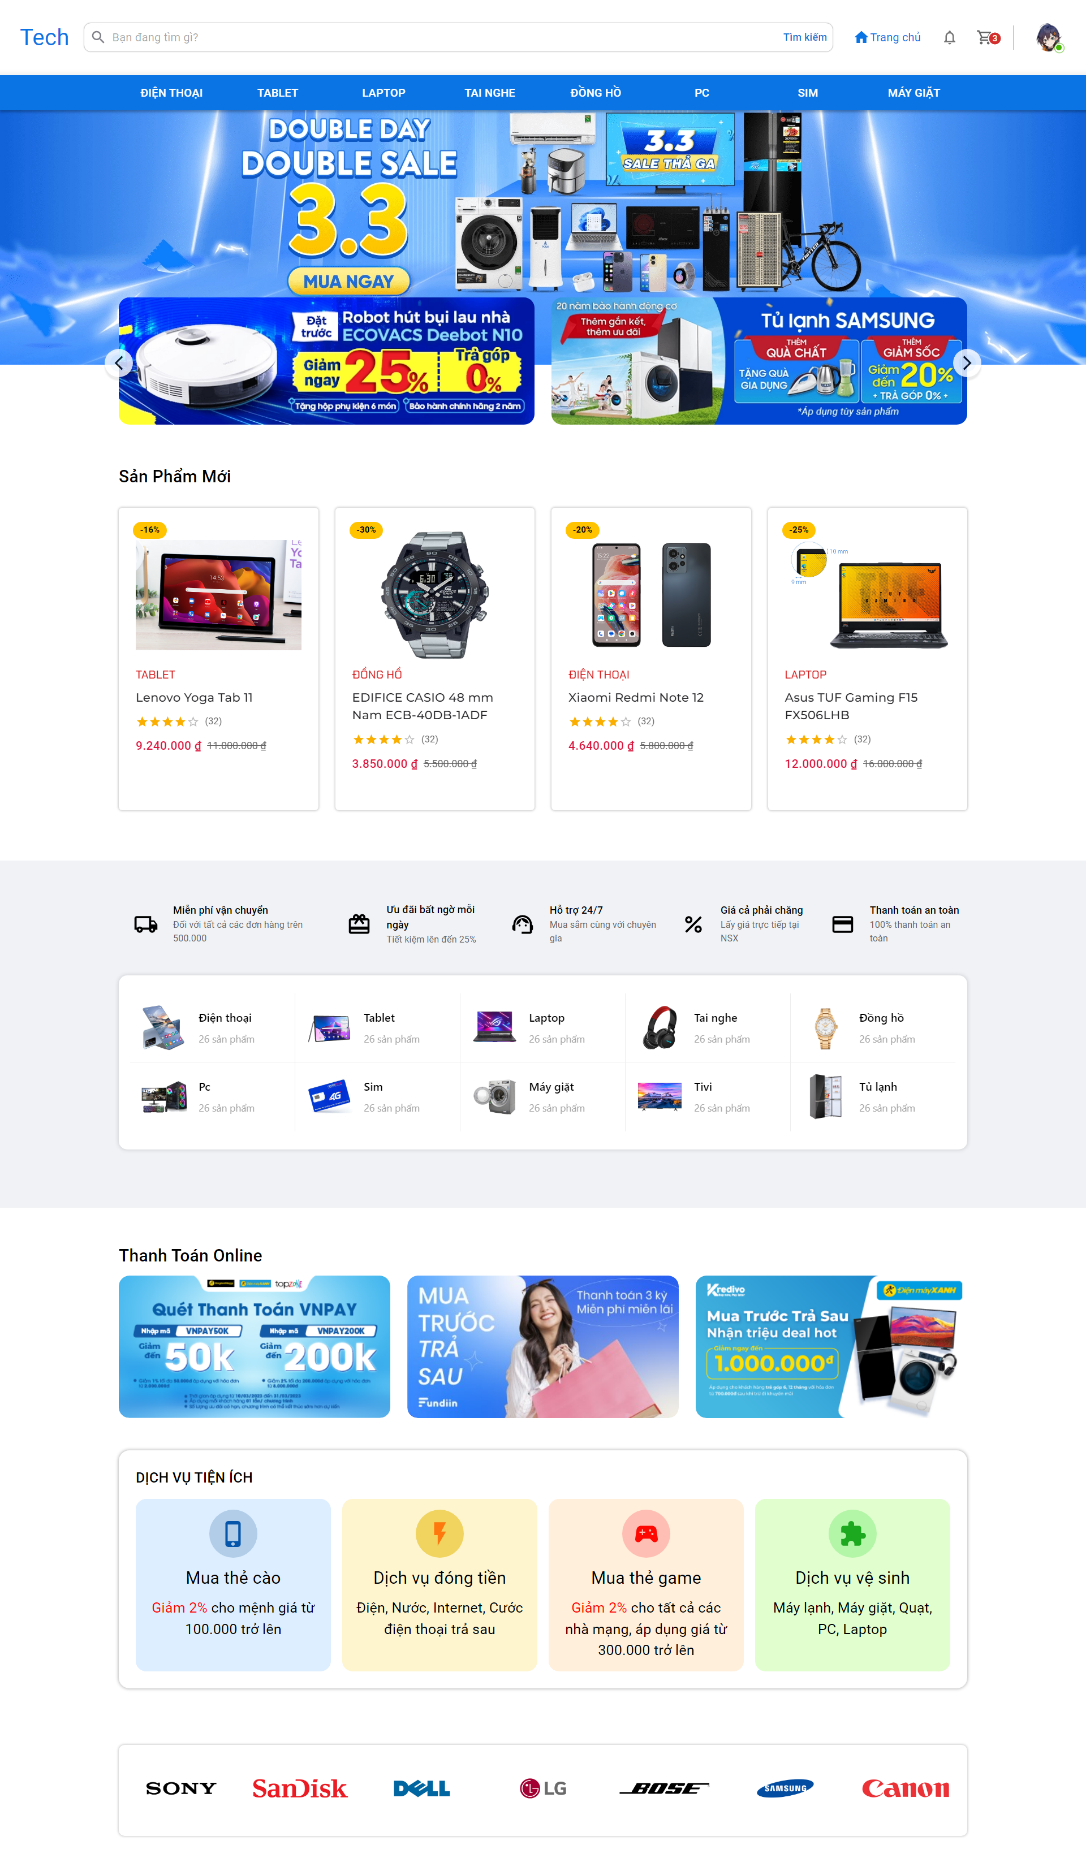 Tech
Bạn đang tìm gì?
Tìm kiếm
Trang chủ
3
ĐIỆN THOẠI
TABLET
LAPTOP
TAI NGHE
ĐỒNG HỒ
PC
SIM
MÁY GIẶT
DOUBLE DAY
DOUBLE SALE
3.3
MUA NGAY
3.3
SALE THẢ GA
Đặt trước
Robot hút bụi lau nhà
ECOVACS Deebot N10
Giảm ngay 25%
Trả góp 0%
Tặng hộp phụ kiện 6 món
Bảo hành chính hãng 2 năm
20 năm bảo hành động cơ
Thêm gắn kết,
thêm ưu đãi
Tủ lạnh SAMSUNG
THÊM
QUÀ CHẤT
TẶNG QUÀ
GIA DỤNG
THÊM
GIẢM SỐC
Giảm đến 20%
+ TRẢ GÓP 0% +
*Áp dụng tùy sản phẩm
Sản Phẩm Mới
-16%
TABLET
Lenovo Yoga Tab 11
(32)
9.240.000 ₫ 11.000.000 ₫
-30%
ĐỒNG HỒ
EDIFICE CASIO 48 mm
Nam ECB-40DB-1ADF
(32)
3.850.000 ₫ 5.500.000 ₫
-20%
ĐIỆN THOẠI
Xiaomi Redmi Note 12
(32)
4.640.000 ₫ 5.800.000 ₫
-25%
16 mm
9 mm
LAPTOP
Asus TUF Gaming F15
FX506LHB
(32)
12.000.000 ₫ 16.000.000 ₫
Miễn phí vận chuyển
Đối với tất cả các đơn hàng trên
500.000
Ưu đãi bất ngờ mỗi
ngày
Tiết kiệm lên đến 25%
Hỗ trợ 24/7
Mua sắm cùng với chuyên
gia
Giá cả phải chăng
Lấy giá trực tiếp tại
NSX
Thanh toán an toàn
100% thanh toán an
toàn
Điện thoại
26 sản phẩm
Tablet
26 sản phẩm
Laptop
26 sản phẩm
Tai nghe
26 sản phẩm
Đồng hồ
26 sản phẩm
Pc
26 sản phẩm
Sim
26 sản phẩm
Máy giặt
26 sản phẩm
Tivi
26 sản phẩm
Tủ lạnh
26 sản phẩm
Thanh Toán Online
topzone
Quét Thanh Toán VNPAY
Nhập mã VNPAY50K
Giảm đến 50k
Nhập mã VNPAY200K
Giảm đến 200k
MUA
TRƯỚC
TRẢ
SAU
Fundiin
Thanh toán 3 kỳ
Miễn phí miễn lãi
Kredivo
Điện máy XANH
Mua Trước Trả Sau
Nhận triệu deal hot
Giảm ngay đến
1.000.000đ
DỊCH VỤ TIỆN ÍCH
Mua thẻ cào
Giảm 2% cho mệnh giá từ
100.000 trở lên
Dịch vụ đóng tiền
Điện, Nước, Internet, Cước
điện thoại trả sau
Mua thẻ game
Giảm 2% cho tất cả các
nhà mạng, áp dụng giá từ
300.000 trở lên
Dịch vụ vệ sinh
Máy lạnh, Máy giặt, Quạt,
PC, Laptop
SONY
SanDisk
DELL
LG
BOSE
SAMSUNG
Canon